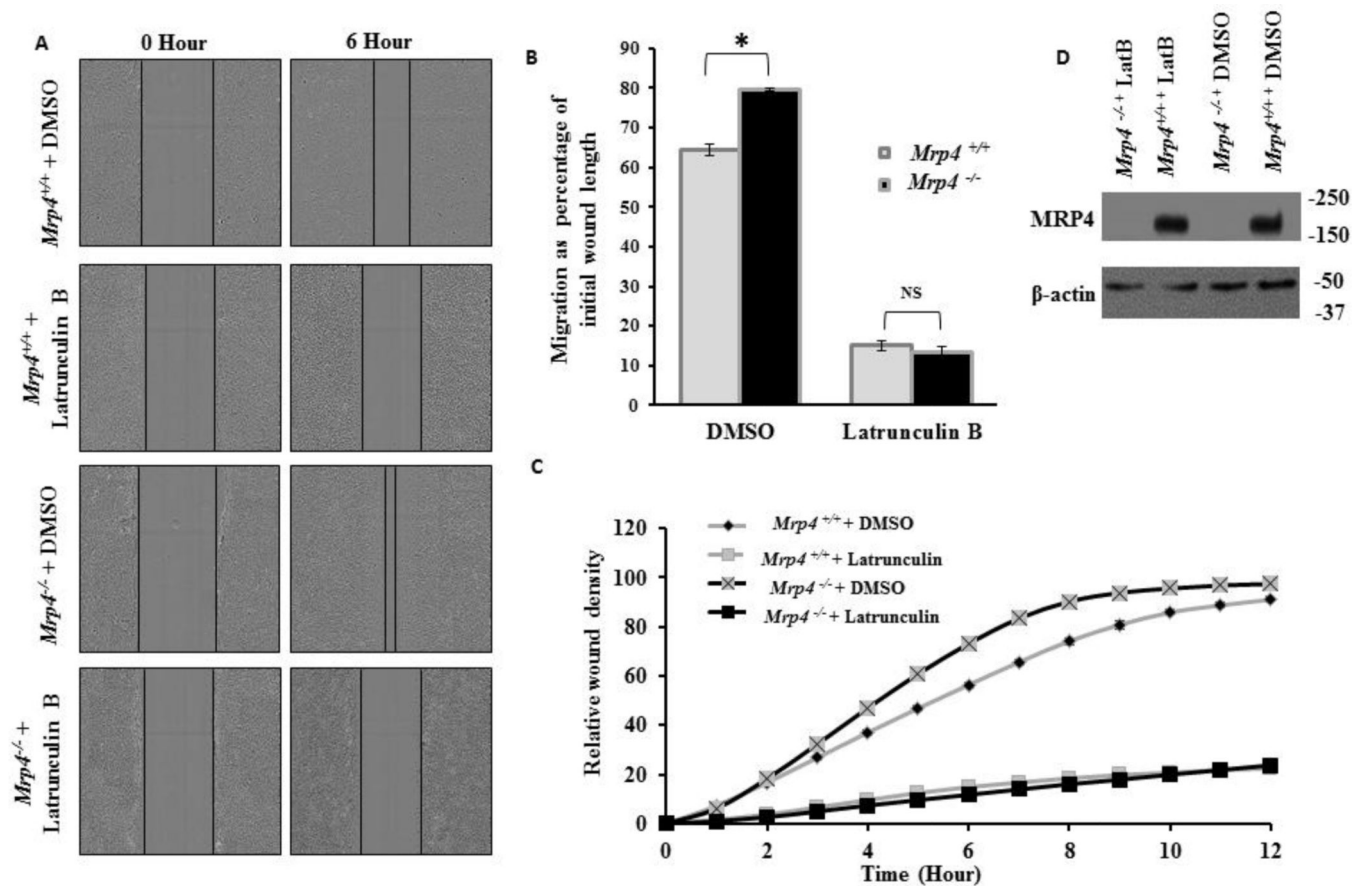 A
0 Hour
6 Hour
Mrp4+/+ + DMSO
Mrp4+/+ +
Latrunculin B
Mrp4-/- + DMSO
Mrp4-/- +
Latrunculin B
B
Migration as percentage of
initial wound length
90
80
70
60
50
40
30
20
10
0
*
NS
Mrp4 +/+
Mrp4 -/-
DMSO
Latrunculin B
C
Relative wound density
120
100
80
60
40
20
0
Mrp4 +/+ + DMSO
Mrp4 +/+ + Latrunculin
Mrp4 -/- + DMSO
Mrp4 -/- + Latrunculin
0 2 4 6 8 10 12
Time (Hour)
D
Mrp4 -/-+ LatB
Mrp4+/++ LatB
Mrp4 -/-+ DMSO
Mrp4+/++ DMSO
MRP4
-250
-150
β-actin
-50
-37